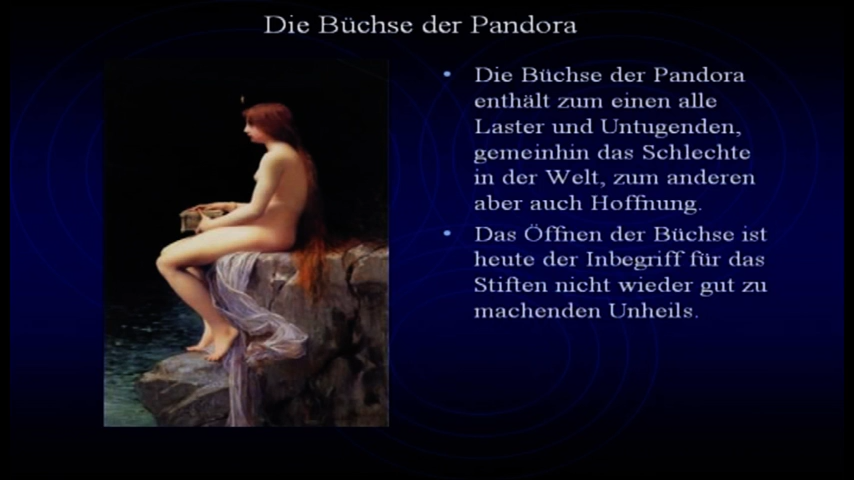 Die Büchse der Pandora
• Die Büchse der Pandora
enthält zum einen alle
Laster und Untugenden,
gemeinhin das Schlechte
in der Welt, zum anderen
aber auch Hoffnung.
• Das Öffnen der Büchse ist
heute der Inbegriff für das
Stiften nicht wieder gut zu
machenden Unheils.